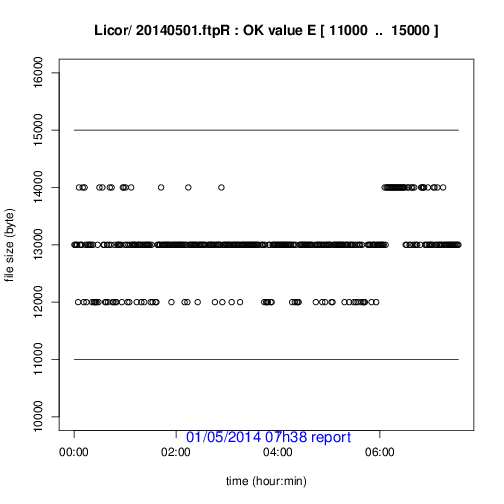 Licor/ 20140501.ftpR : OK value E [ 11000 .. 15000 ]
file size (byte)
16000
15000
14000
13000
12000
11000
10000
00:00 02:00 04:00 06:00
01/05/2014 07h38 report
time (hour:min)